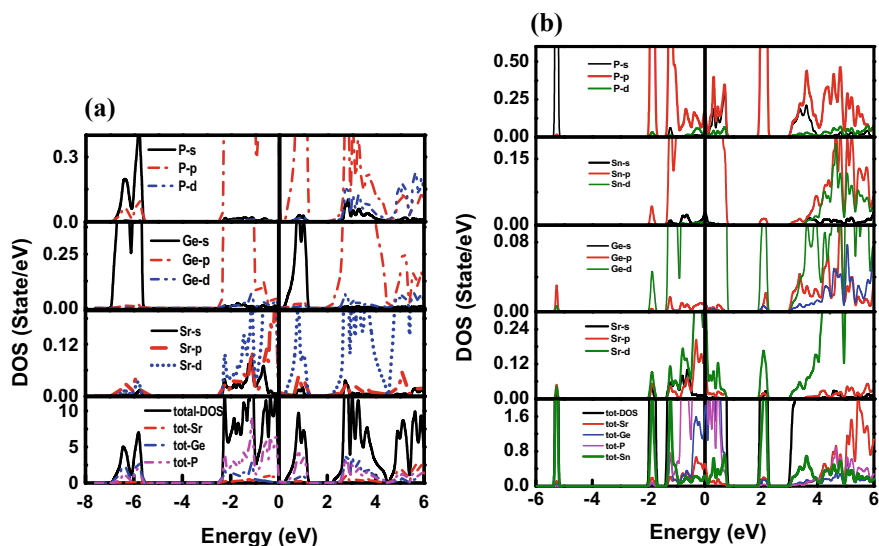 (a)
0.3
0.0
P-s
P-p
P-d
0.25
0.00
Ge-s
Ge-p
Ge-d
0.12
0.00
Sr-s
Sr-p
Sr-d
10
5
0
total-DOS
tot-Sr
tot-Ge
tot-P
-8 -6 -4 -2 0 2 4 6
Energy (eV)
DOS (State/eV)
(b)
0.50
0.25
0.00
P-s
P-p
P-d
0.15
0.00
Sn-s
Sn-p
Sn-d
0.08
0.00
Ge-s
Ge-p
Ge-d
0.24
0.12
0.00
Sr-s
Sr-p
Sr-d
1.6
0.8
0.0
tot-DOS
tot-Sr
tot-Ge
tot-P
tot-Sn
-6 -4 -2 0 2 4 6
Energy (eV)
DOS (State/eV)